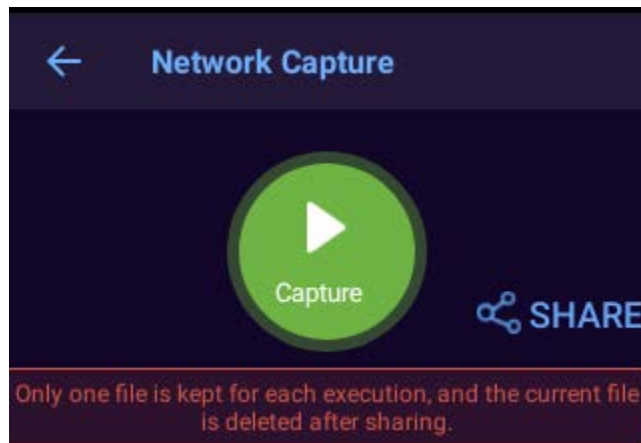 Network Capture
Capture
SHARE
Only one file is kept for each execution, and the current file
is deleted after sharing.